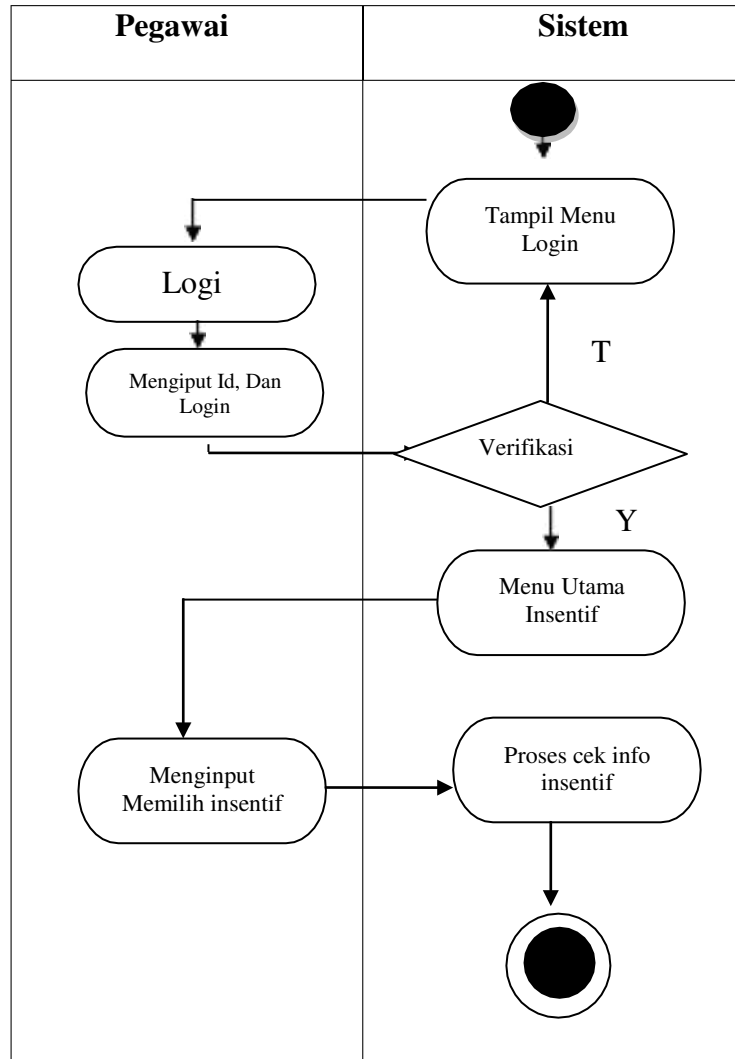 Pegawai
Sistem
Tampil Menu
Login
Logi
Mengiput Id, Dan
Login
T
Verifikasi
Y
Menu Utama
Insentif
Menginput
Memilih insentif
Proses cek info
insentif